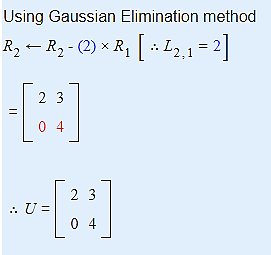 Using Gaussian Elimination method
R₂ ← R₂ - (2) × R₁ [ ∴ L₂,₁ = 2]
= [ 2 3
0 4 ]
∴ U = [ 2 3
0 4 ]